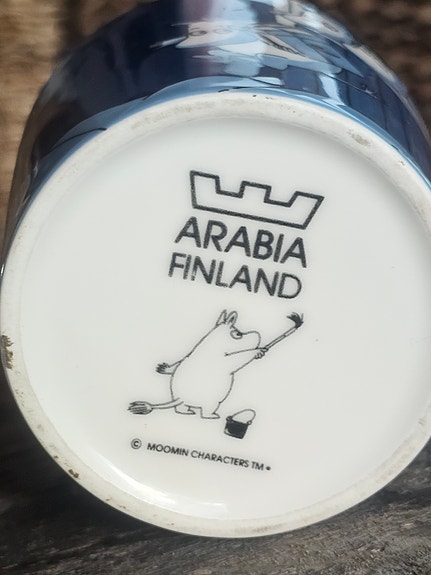 ARABIA
FINLAND
© MOOMIN CHARACTERS TM •